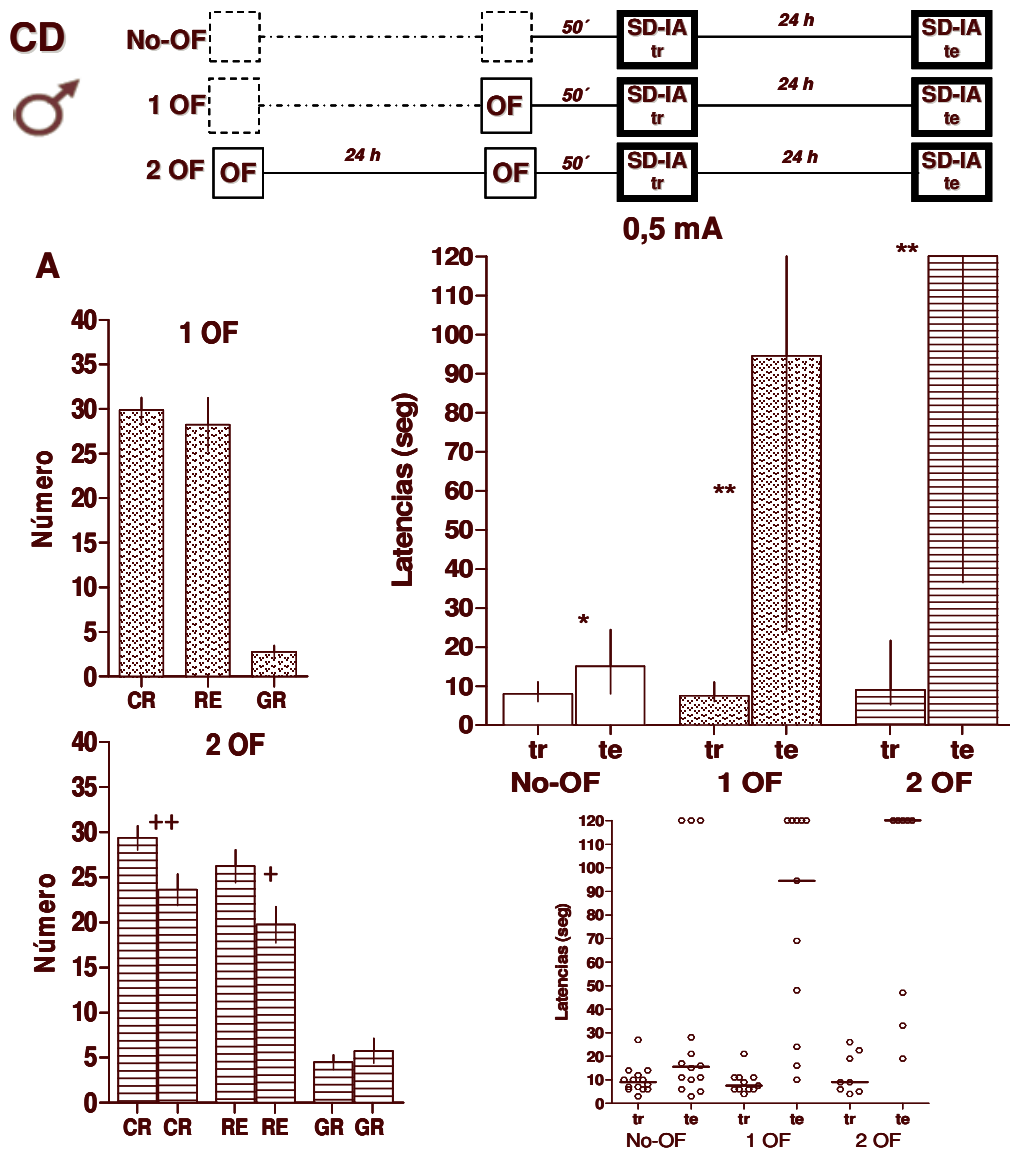 CD
No-OF 50´ SD-IA tr 24 h SD-IA te
1 OF OF 50´ SD-IA tr 24 h SD-IA te
2 OF OF 24 h OF 50´ SD-IA tr 24 h SD-IA te
0,5 mA
A
1 OF
Número
40
35
30
25
20
15
10
5
0
CR RE GR
Latencias (seg)
120
110
100
90
80
70
60
50
40
30
20
10
0
* ** **
tr te tr te tr te
No-OF 1 OF 2 OF
2 OF
Número
40
35
30
25
20
15
10
5
0
++ +
CR CR RE RE GR GR
Latencias (seg)
120
110
100
90
80
70
60
50
40
30
20
10
0
tr te tr te tr te
No-OF 1 OF 2 OF